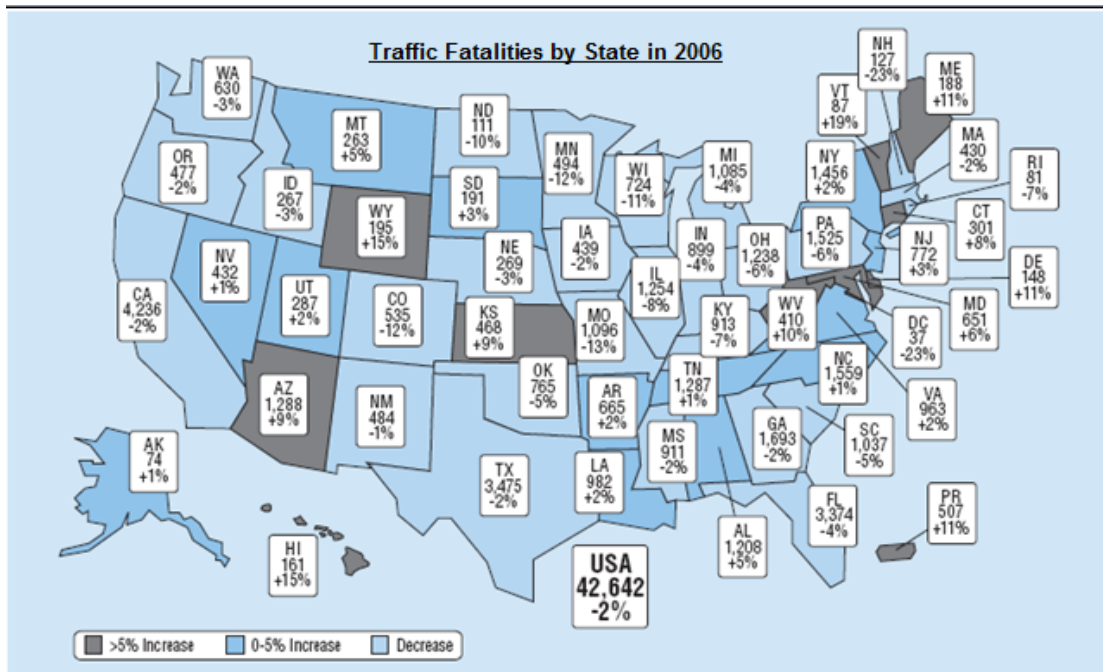 Traffic Fatalities by State in 2006
WA
630
-3%
OR
477
-2%
CA
4,236
-2%
ID
267
-3%
NV
432
+1%
MT
263
+5%
WY
195
+15%
UT
287
+2%
AZ
1,288
+9%
CO
535
-12%
NM
484
-1%
ND
111
-10%
SD
191
+3%
NE
269
-3%
KS
468
+9%
OK
765
-5%
TX
3,475
-2%
MN
494
-12%
IA
439
-2%
MO
1,096
-13%
AR
665
+2%
LA
982
+2%
WI
724
-11%
IL
1,254
-8%
MI
1,085
-4%
IN
899
-4%
OH
1,238
-6%
KY
913
-7%
TN
1,287
+1%
MS
911
-2%
AL
1,208
+5%
GA
1,693
-2%
FL
3,374
-4%
SC
1,037
-5%
NC
1,559
+1%
VA
963
+2%
WV
410
+10%
PA
1,525
-6%
NY
1,456
+2%
VT
87
+19%
NH
127
-23%
ME
188
+11%
MA
430
-2%
RI
81
-7%
CT
301
+8%
NJ
772
+3%
DE
148
+11%
MD
651
+6%
DC
37
-23%
AK
74
+1%
HI
161
+15%
PR
507
+11%
USA
42,642
-2%
>5% Increase
0-5% Increase
Decrease